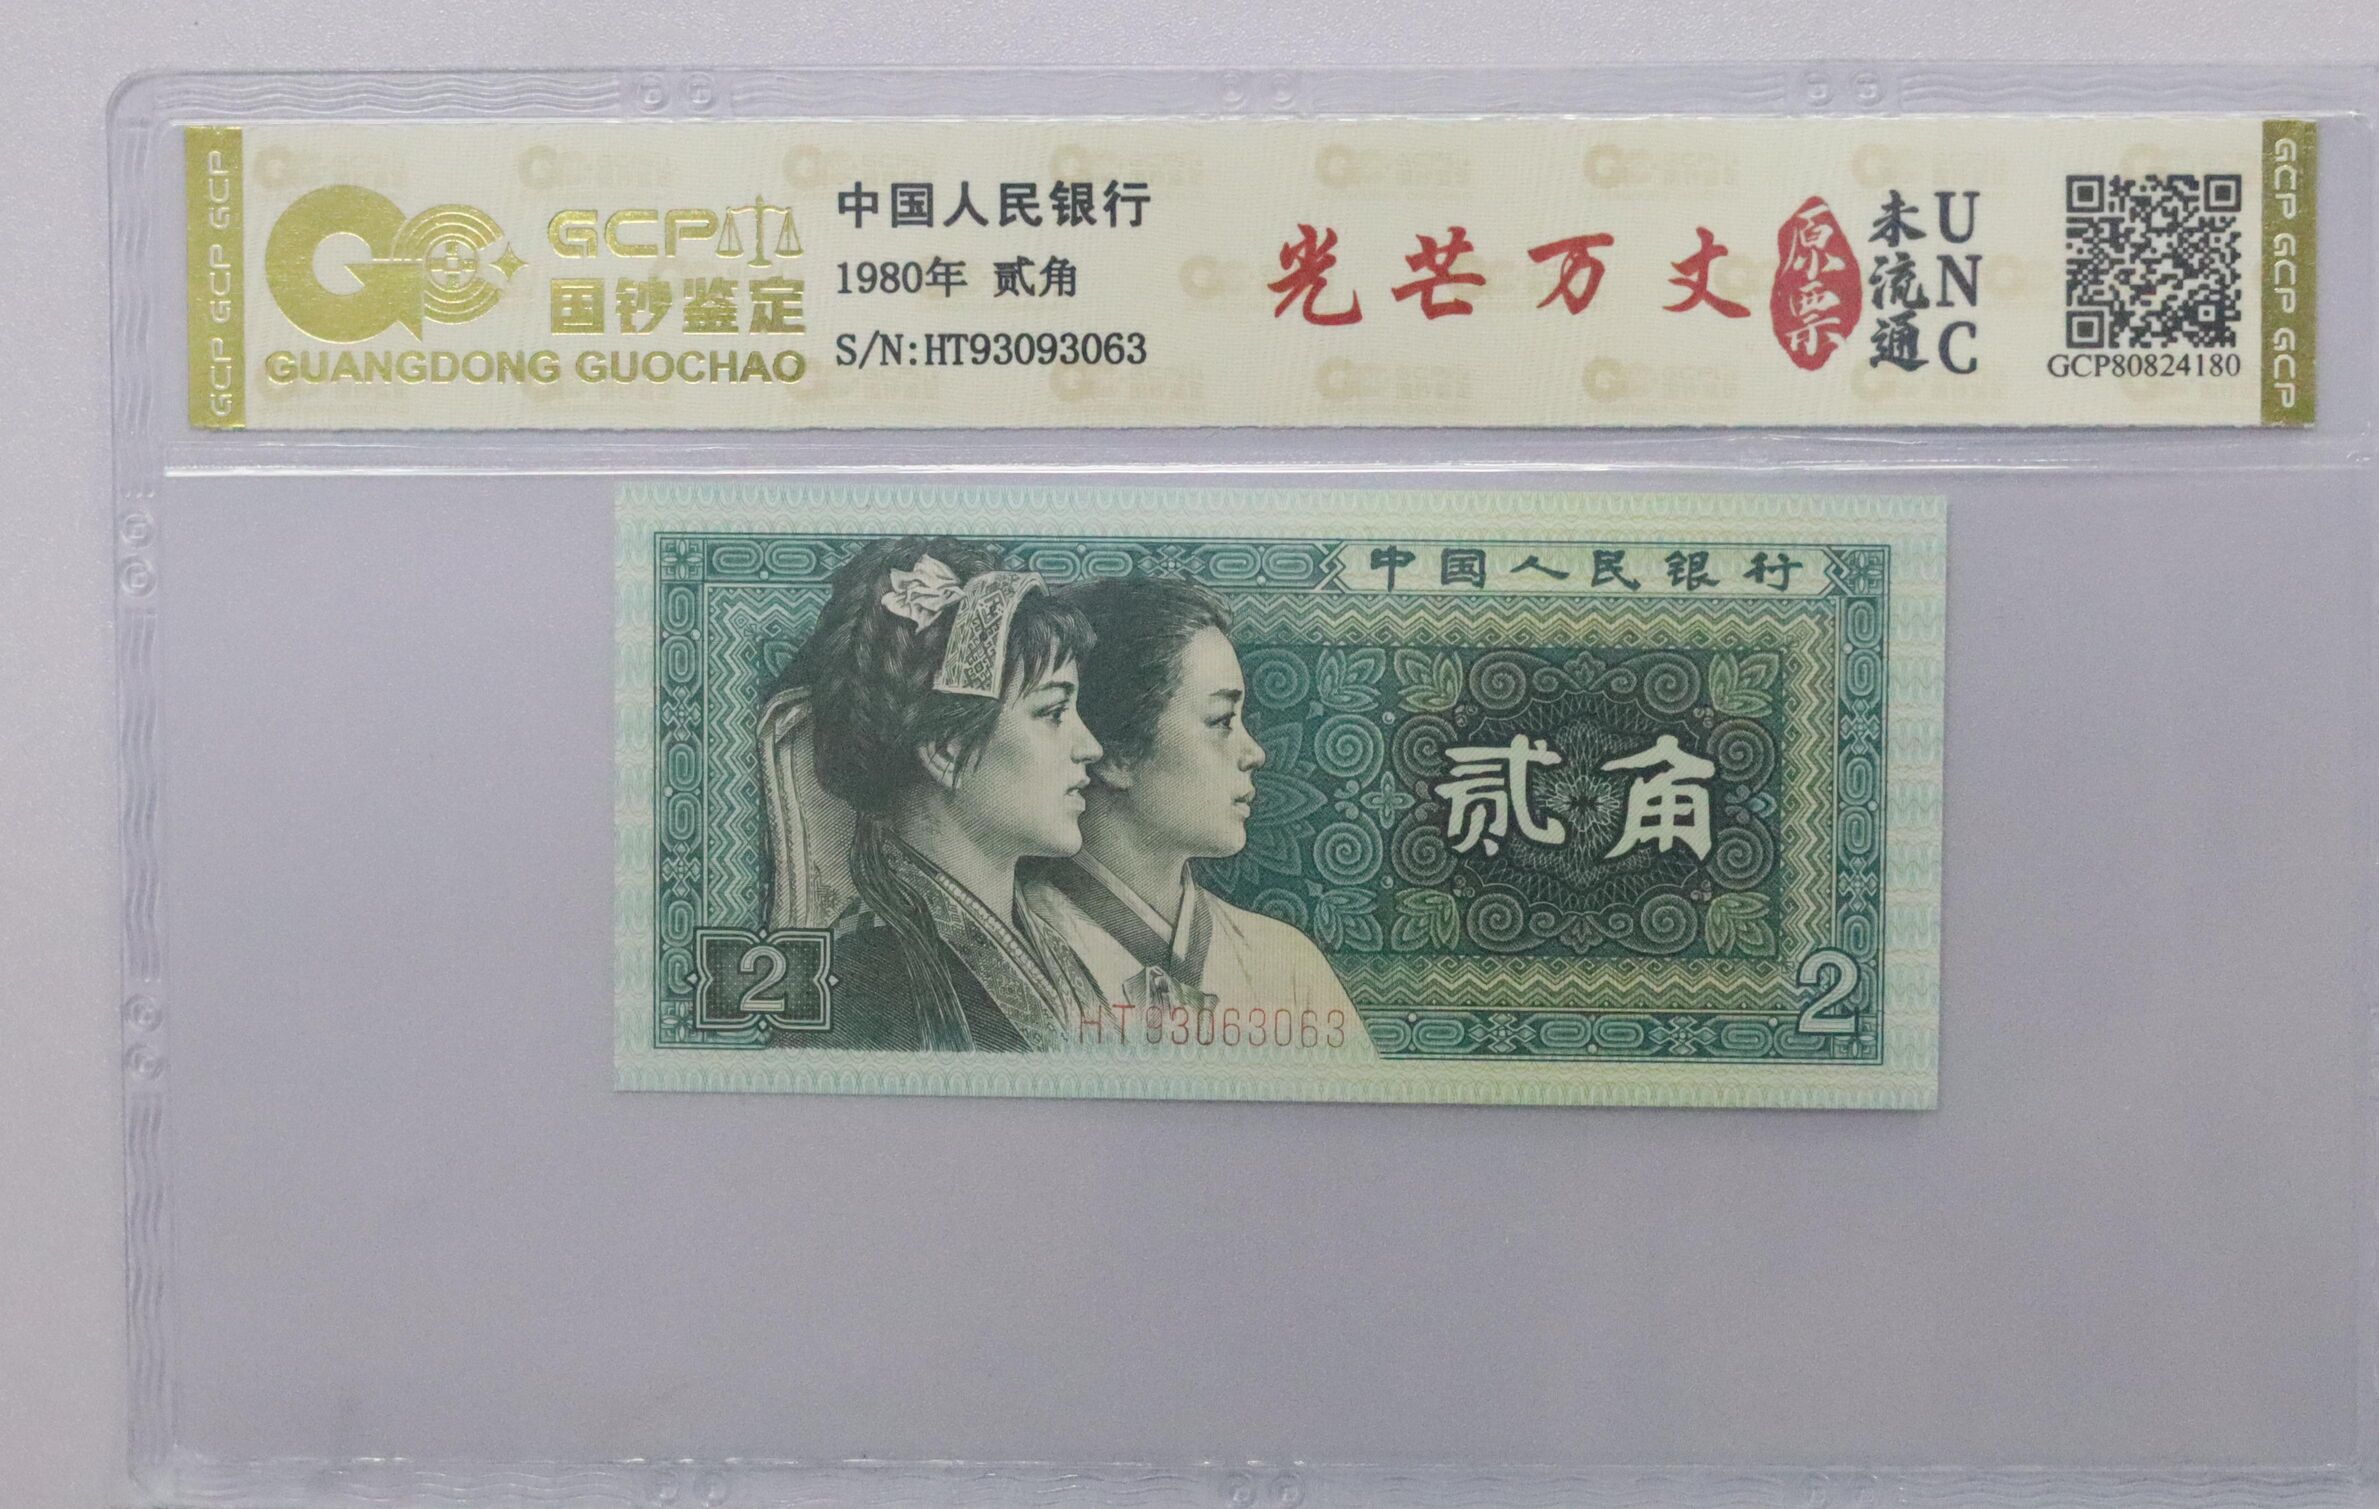 GCP GCP GCP
GCP
国钞鉴定
GUANGDONG GUOCHAO
中国人民银行
1980年 贰角
S/N:HT93093063
光芒万丈
原票
未流通
UNC
GCP80824180
GCP GCP GCP
中国人民银行
贰角
2
2
HT93063063